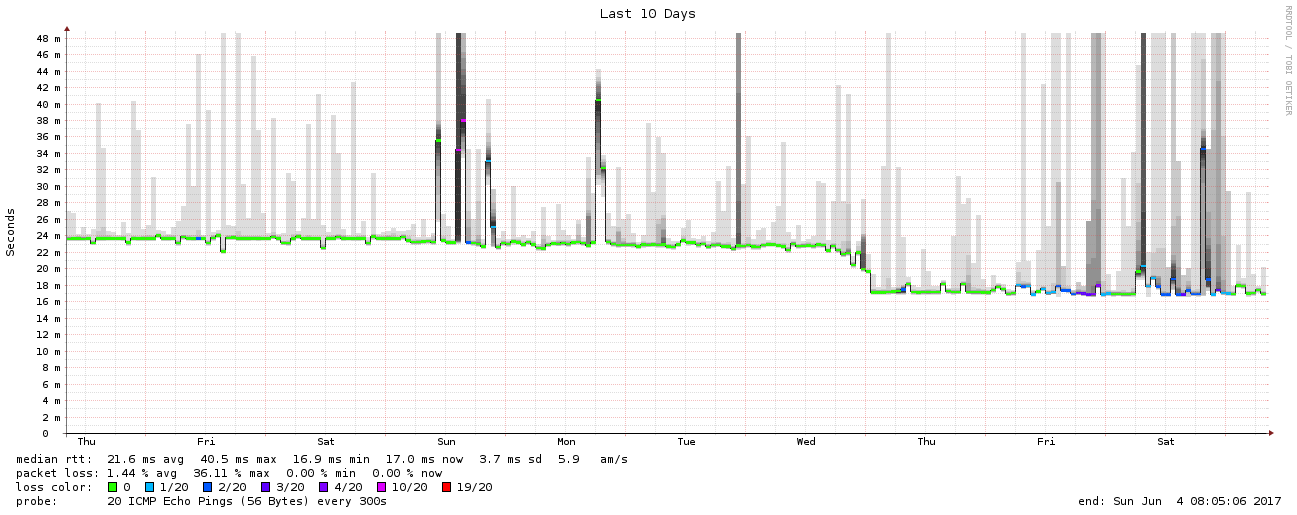 Last 10 Days
RRDTOOL / TOBI OETIKER
Seconds
48 m
46 m
44 m
42 m
40 m
38 m
36 m
34 m
32 m
30 m
28 m
26 m
24 m
22 m
20 m
18 m
16 m
14 m
12 m
10 m
8 m
6 m
4 m
2 m
0
Thu Fri Sat Sun Mon Tue Wed Thu Fri Sat
median rtt: 21.6 ms avg 40.5 ms max 16.9 ms min 17.0 ms now 3.7 ms sd 5.9 am/s
packet loss: 1.44 % avg 36.11 % max 0.00 % min 0.00 % now
loss color: 0 1/20 2/20 3/20 4/20 10/20 19/20
probe: 20 ICMP Echo Pings (56 Bytes) every 300s end: Sun Jun 4 08:05:06 2017